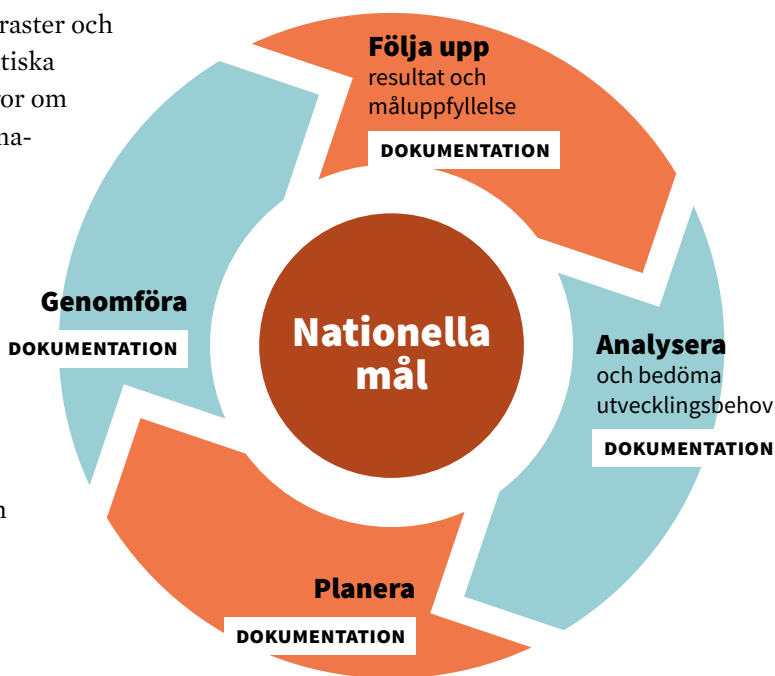 raster och
tiska
or om
na-
n
Följa upp
resultat och
måluppfyllelse
DOKUMENTATION
Analysera
och bedöma
utvecklingsbehov
DOKUMENTATION
Planera
DOKUMENTATION
Genomföra
DOKUMENTATION
Nationella
mål